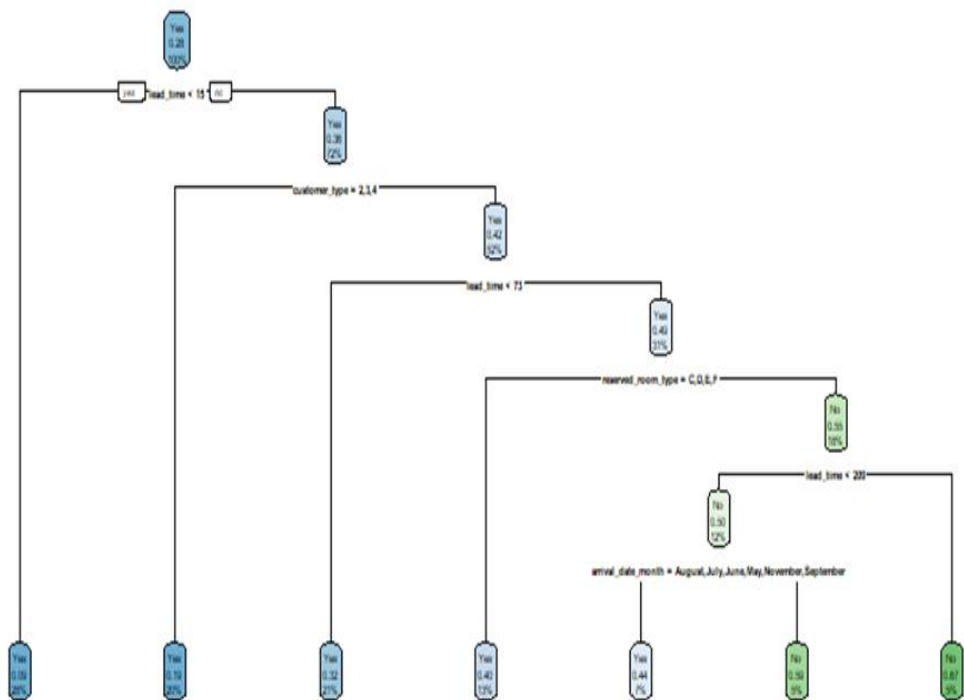 Yes
0.28
100%
yes lead_time < 15 no
Yes
0.38
72%
customer_type = 2,3,4
Yes
0.42
52%
lead_time < 73
Yes
0.49
31%
reserved_room_type = C,D,E,F
No
0.55
18%
lead_time < 209
No
0.50
12%
arrival_date_month = August,July,June,May,November,September
Yes Yes Yes Yes Yes No No
0.09 0.19 0.32 0.40 0.44 0.59 0.67
28% 20% 21% 13% 7% 5%